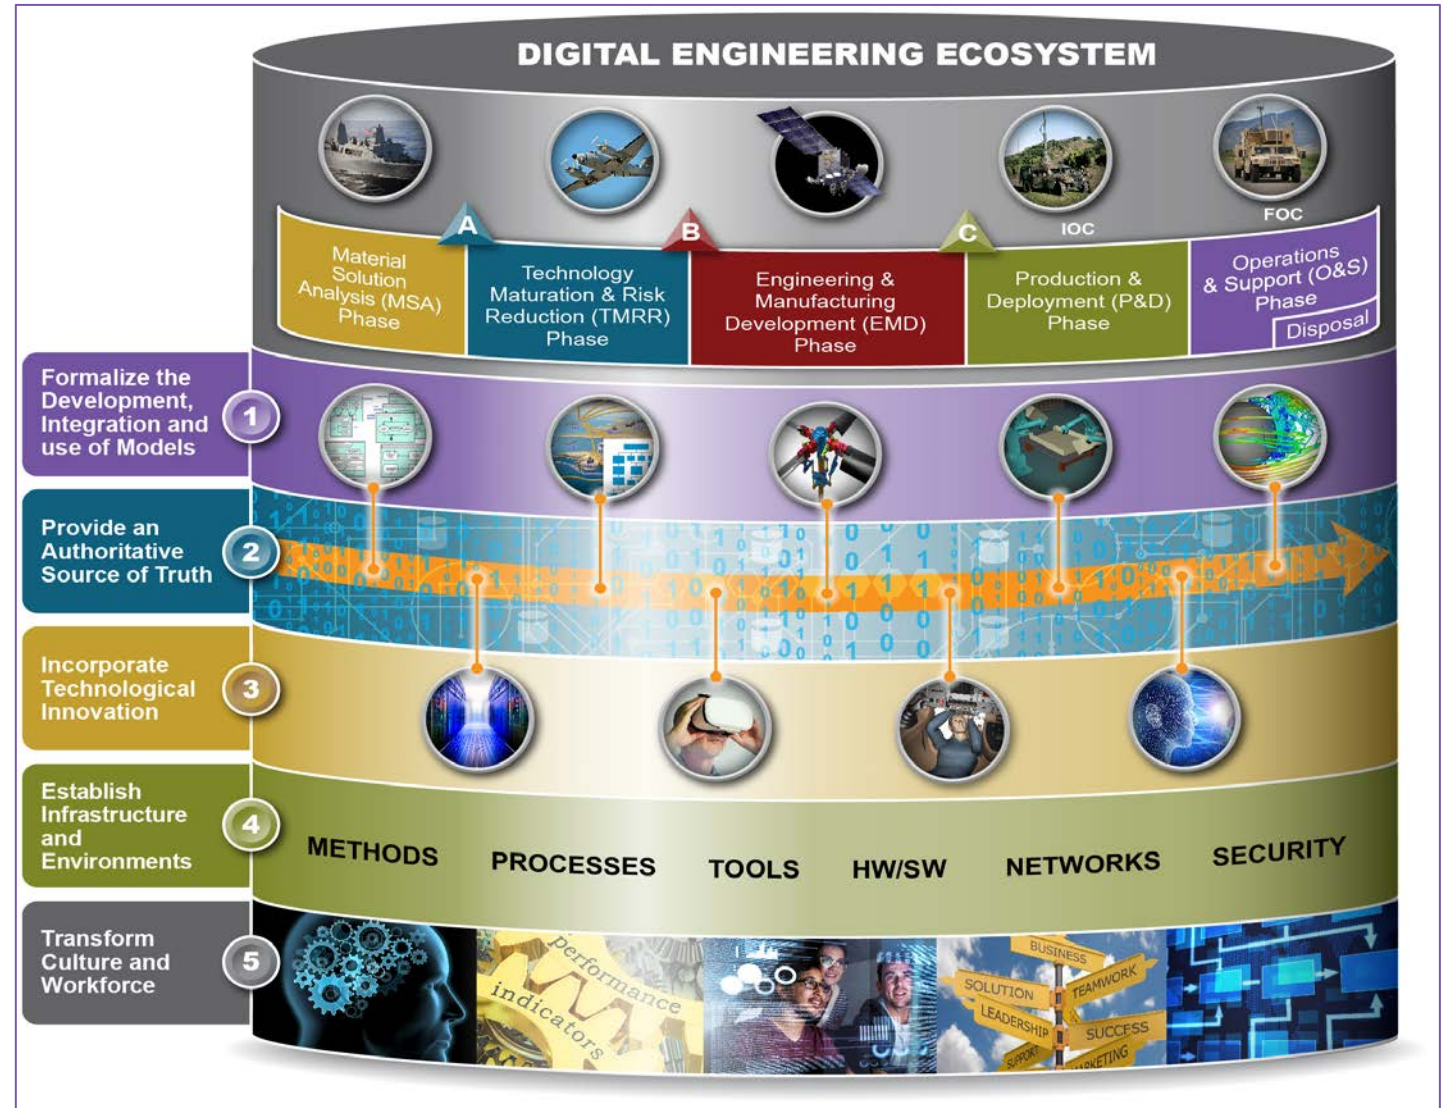 DIGITAL ENGINEERING ECOSYSTEM
IOC
FOC
A
B
C
Material
Solution
Analysis (MSA)
Phase
Technology
Maturation & Risk
Reduction (TMRR)
Phase
Engineering &
Manufacturing
Development (EMD)
Phase
Production &
Deployment (P&D)
Phase
Operations
& Support (O&S)
Phase
Disposal
Formalize the
Development,
Integration and
use of Models
1
Provide an
Authoritative
Source of Truth
2
Incorporate
Technological
Innovation
3
Establish
Infrastructure
and
Environments
4
METHODS
PROCESSES
TOOLS
HW/SW
NETWORKS
SECURITY
Transform
Culture and
Workforce
5
performance
indicators
BUSINESS
SOLUTION
TEAMWORK
LEADERSHIP
SUCCESS
SUPPORT